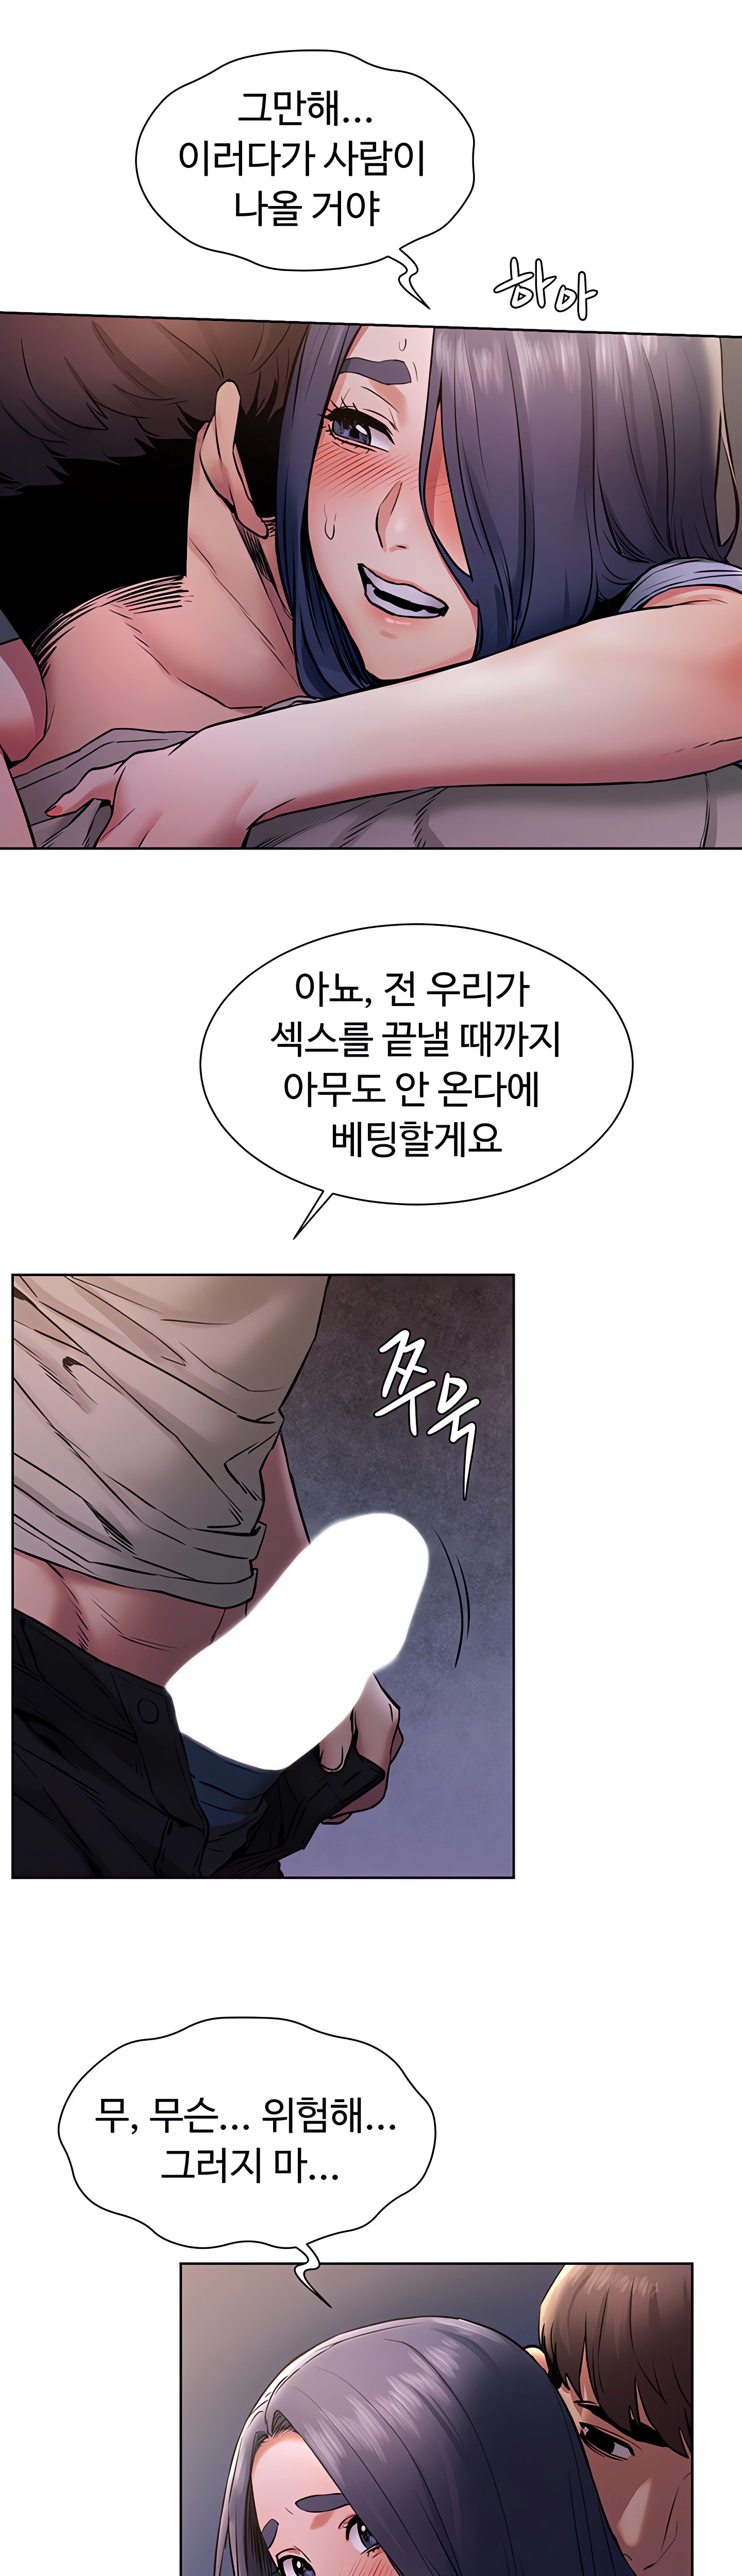 그만해...
이러다가 사람이
나올 거야
하아
아뇨, 전 우리가
섹스를 끝낼 때까지
아무도 안 온다에
베팅할게요
쭈욱
무, 무슨... 위험해...
그러지 마...